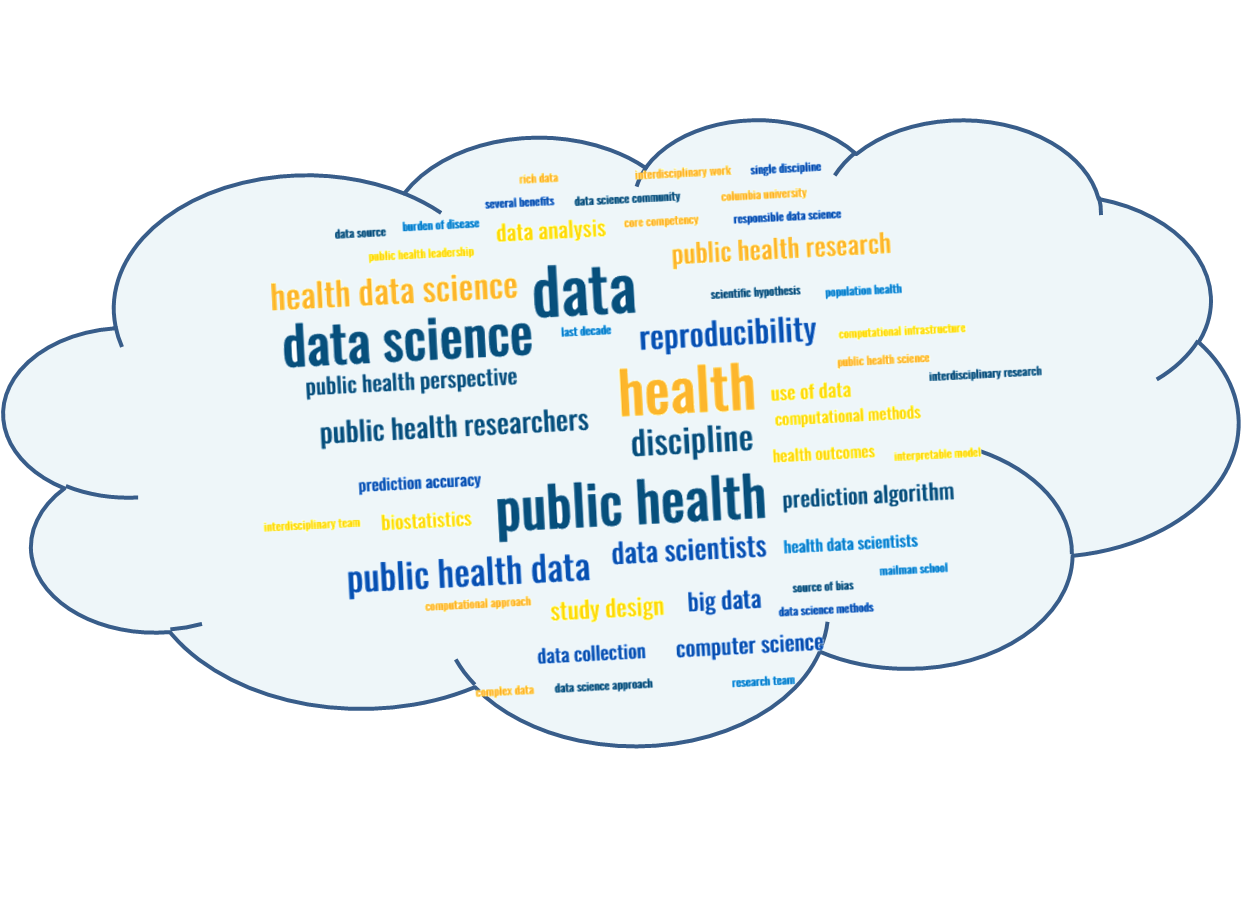 rich data
interdisciplinary work
single discipline
several benefits
data science community
columbia university
data source
burden of disease
data analysis
core competency
responsible data science
public health leadership
public health research
health data science
data
scientific hypothesis
population health
data science
last decade
reproducibility
computational infrastructure
public health science
public health perspective
health
use of data
interdisciplinary research
public health researchers
computational methods
discipline
health outcomes
interpretable model
prediction accuracy
public health
prediction algorithm
interdisciplinary team
biostatistics
data scientists
health data scientists
public health data
mailman school
source of bias
computational approach
study design
big data
data science methods
data collection
computer science
complex data
data science approach
research team